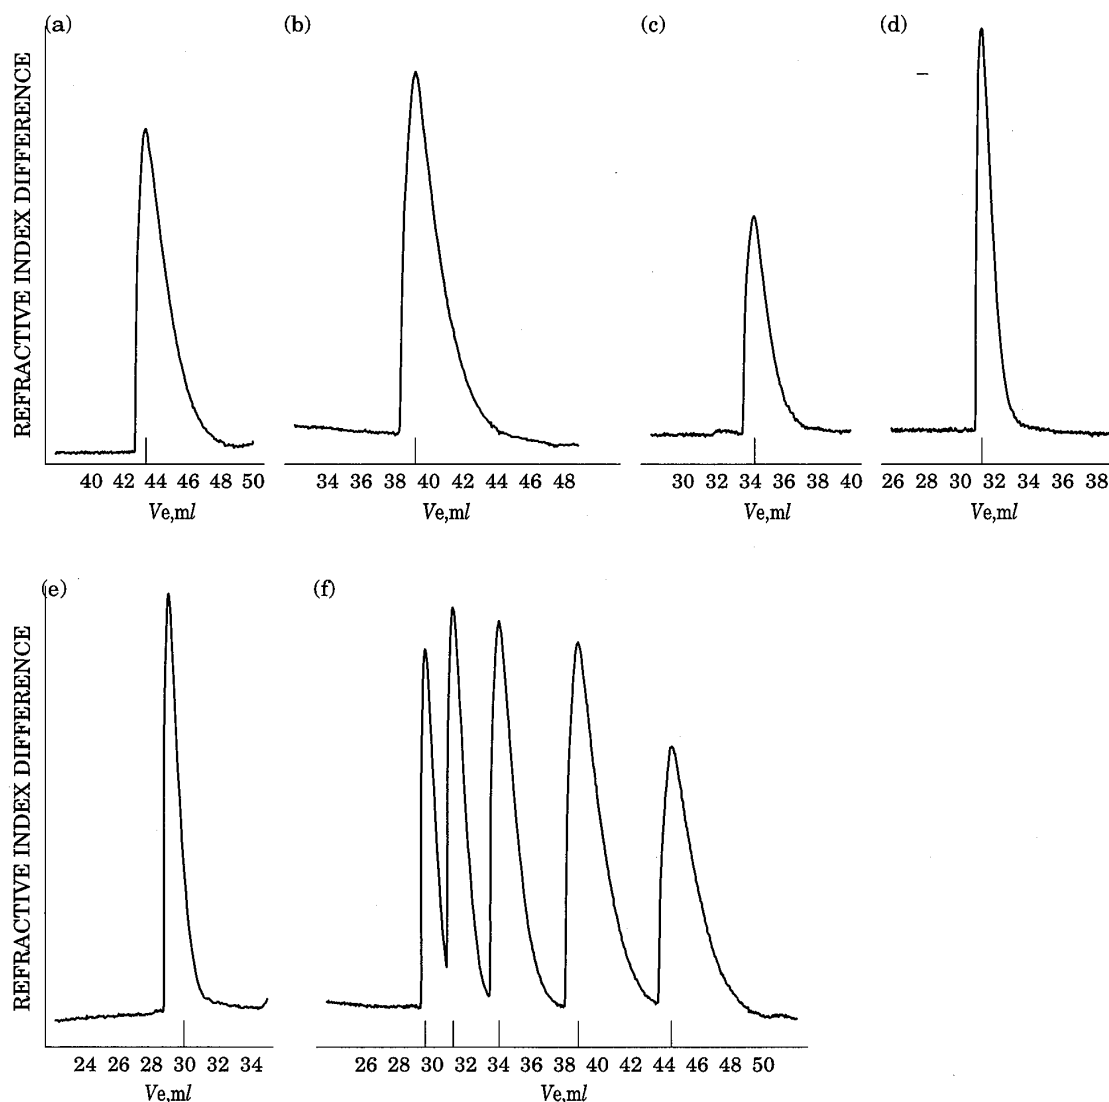 (a)
(b)
(c)
(d)
REFRACTIVE INDEX DIFFERENCE
40 42 44 46 48 50
34 36 38 40 42 44 46 48
30 32 34 36 38 40
26 28 30 31 32 34 36 38
Ve,ml
Ve,ml
Ve,ml
Ve,ml
(e)
(f)
REFRACTIVE INDEX DIFFERENCE
24 26 28 30 32 34
26 28 30 32 34 36 38 40 42 44 44 48 50
Ve,ml
Ve,ml